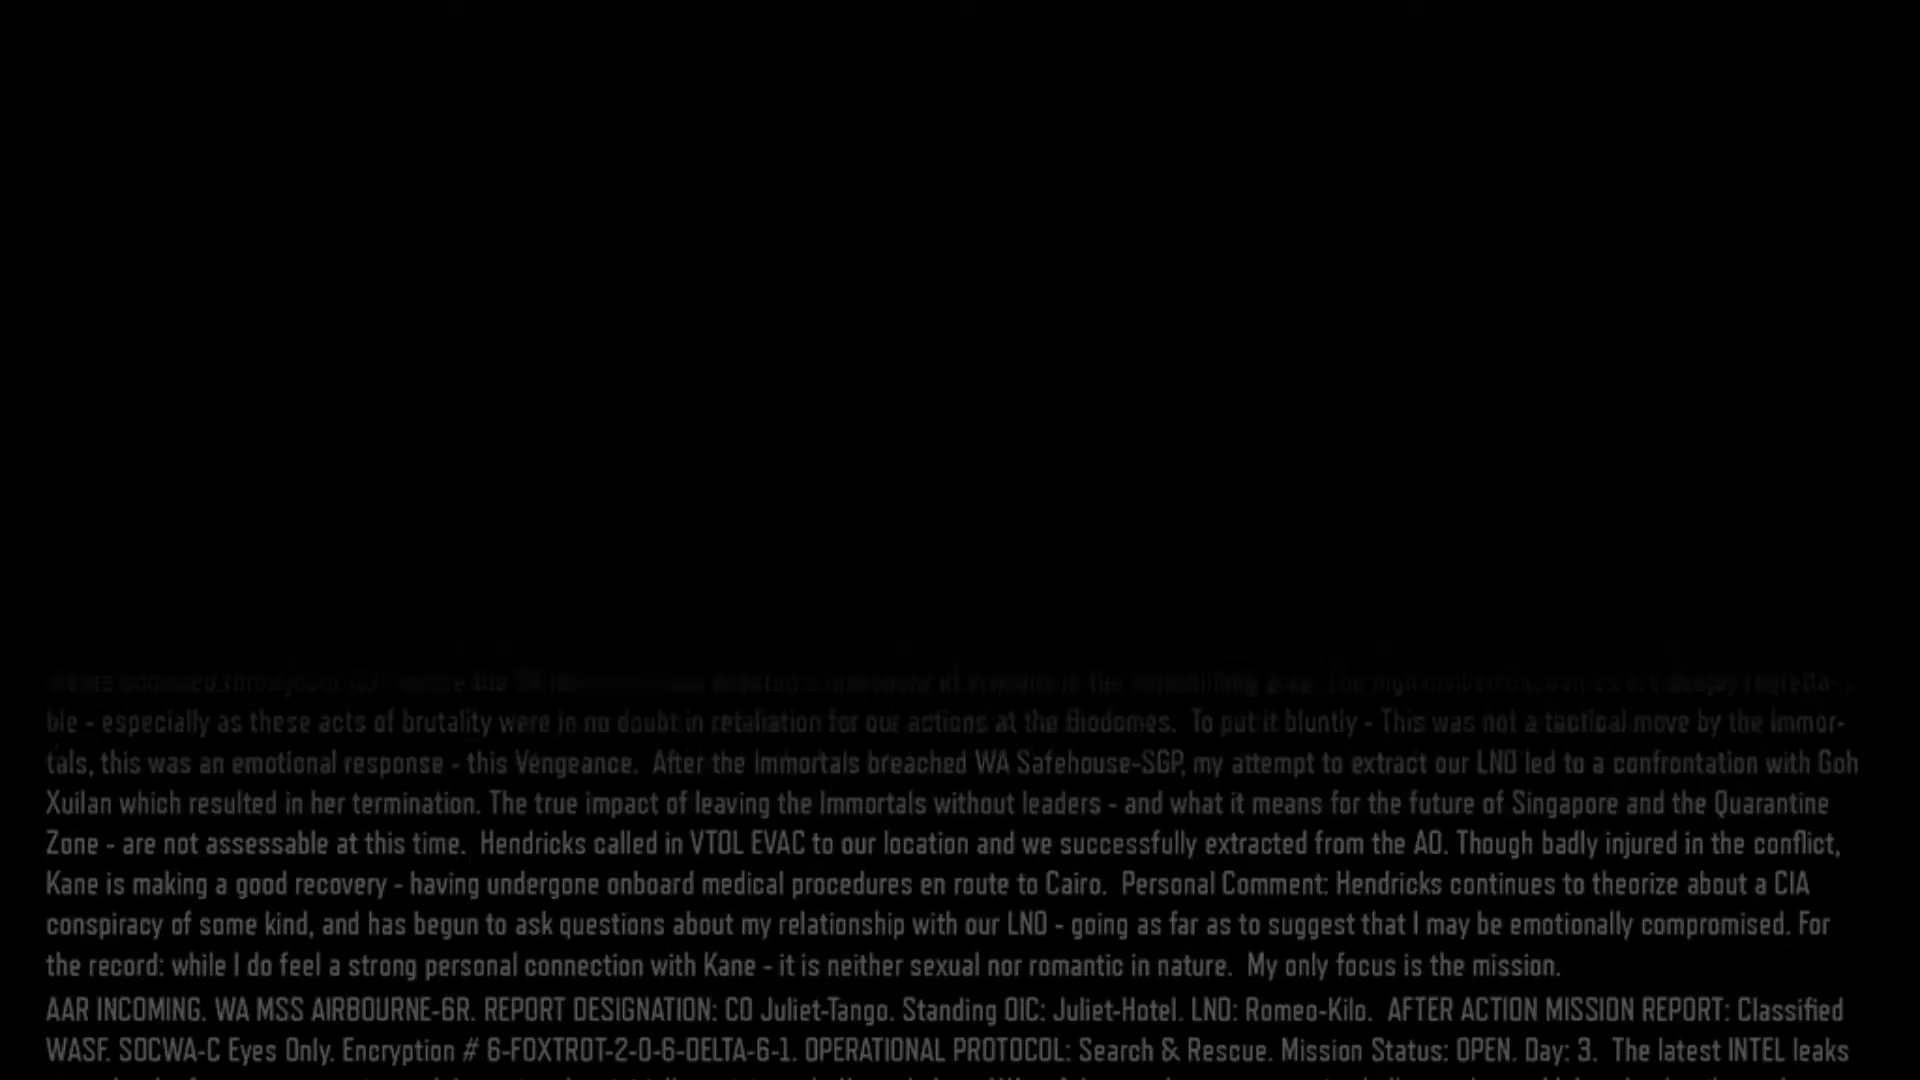 ble - especially as these acts of brutality were in no doubt in retaliation for our actions at the Biodomes. To put it bluntly - This was not a tactical move by the Immor-
tals, this was an emotional response - this Vengeance. After the Immortals breached WA Safehouse-SGP, my attempt to extract our LNO led to a confrontation with Goh
Xuilan which resulted in her termination. The true impact of leaving the Immortals without leaders - and what it means for the future of Singapore and the Quarantine
Zone - are not assessable at this time. Hendricks called in VTOL EVAC to our location and we successfully extracted from the AO. Though badly injured in the conflict,
Kane is making a good recovery - having undergone onboard medical procedures en route to Cairo. Personal Comment: Hendricks continues to theorize about a CIA
conspiracy of some kind, and has begun to ask questions about my relationship with our LNO - going as far as to suggest that I may be emotionally compromised. For
the record: while I do feel a strong personal connection with Kane - it is neither sexual nor romantic in nature. My only focus is the mission.
AAR INCOMING. WA MSS AIRBOURNE-6R. REPORT DESIGNATION: CO Juliet-Tango. Standing OIC: Juliet-Hotel. LNO: Romeo-Kilo. AFTER ACTION MISSION REPORT: Classified
WASF. SOCWA-C Eyes Only. Encryption # 6-FOXTROT-2-0-6-DELTA-6-1. OPERATIONAL PROTOCOL: Search & Rescue. Mission Status: OPEN. Day: 3. The latest INTEL leaks